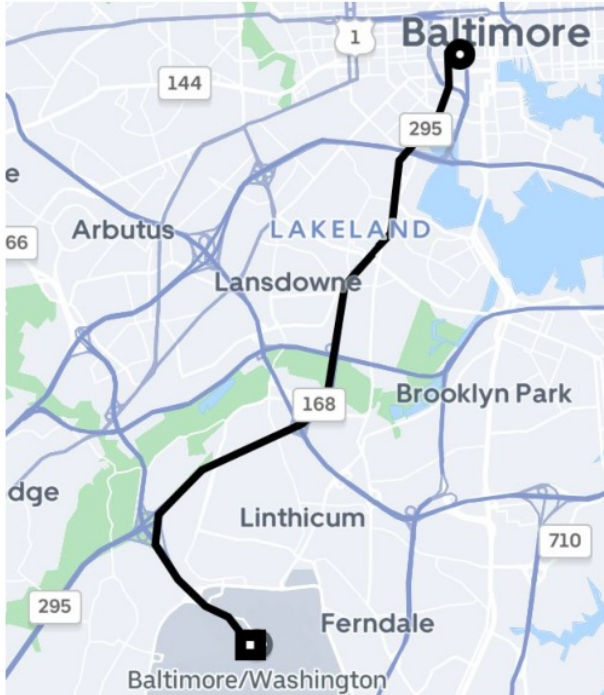 Baltimore
1
144
295
e
Arbutus
LAKELAND
66
Lansdowne
168
Brooklyn Park
dge
Linthicum
710
295
Ferndale
Baltimore/Washington